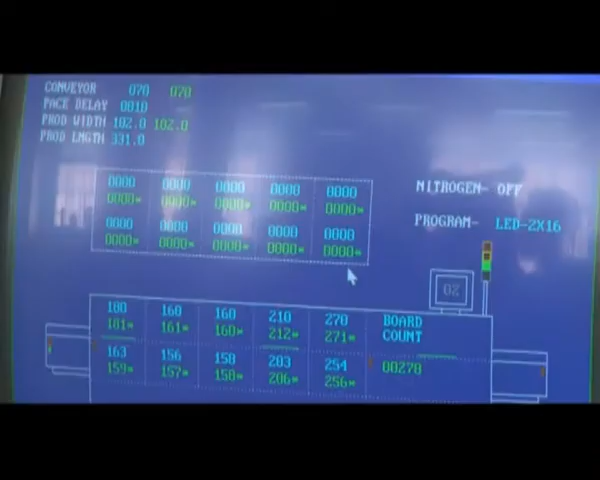 CONVEYOR 070 070
PACE DELAY 0010
PROD WIDTH 102.0 102.0
PROD LNGTH 331.0
0000 0000 0000 0000 0000
0000 0000 0000 0000 0000
0000 0000 0000 0000 0000
0000 0000 0000 0000 0000
NITROGEN- OFF
PROGRAM- LED-2X16
180 160 160 210 270 BOARD
181 161 160 212 271 COUNT
163 156 150 203 254 00270
159 157 150 206 256